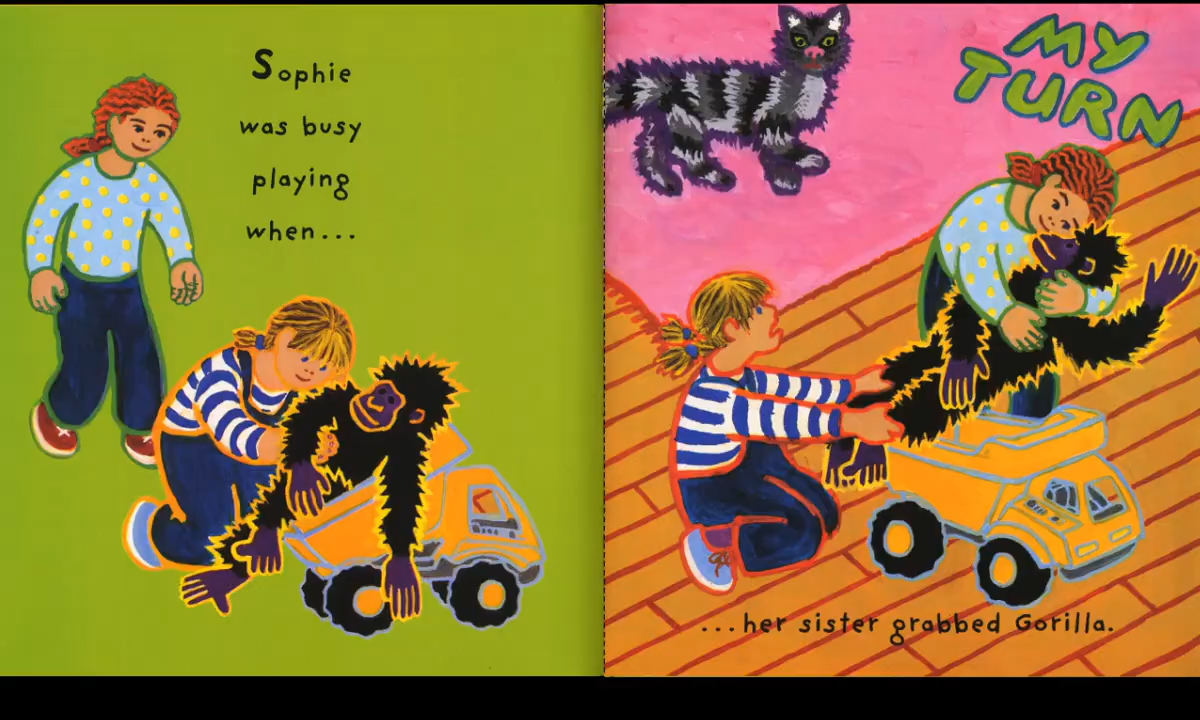 Sophie
was busy
playing
when...
MY
TURN
...her sister grabbed Gorilla.